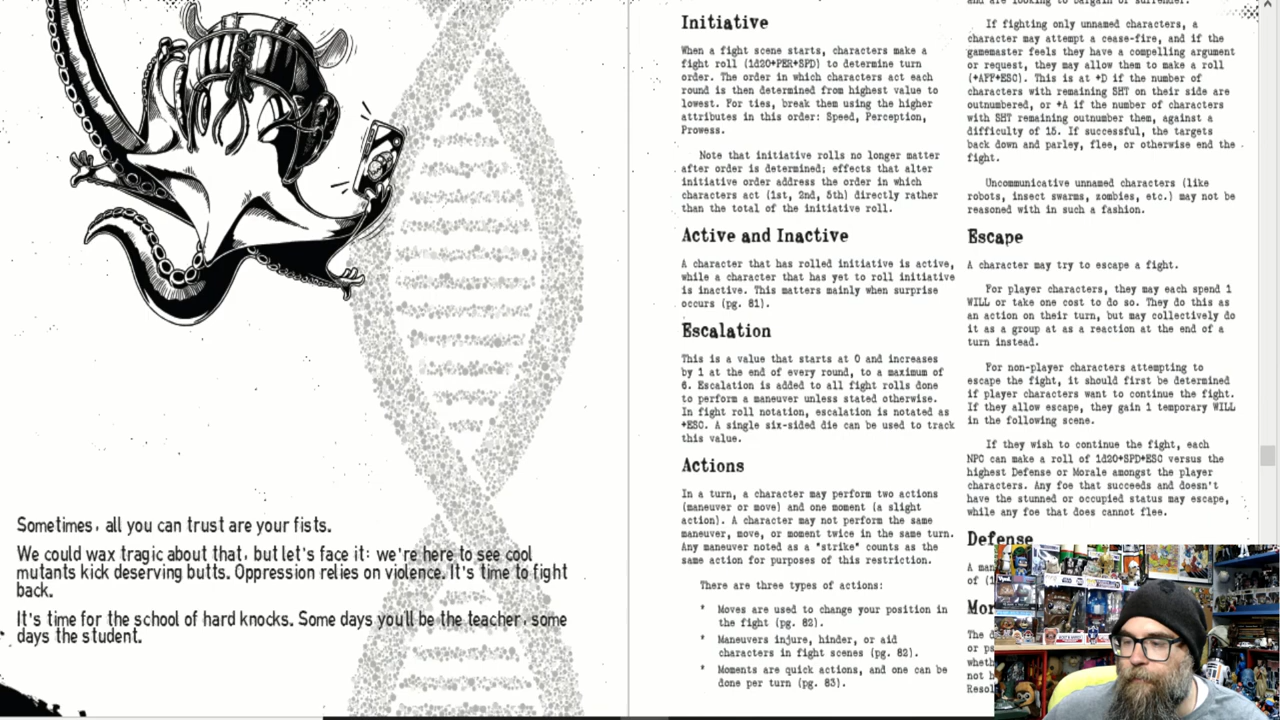 Sometimes, all you can trust are your fists.
We could wax tragic about that, but let's face it: we're here to see cool
mutants kick deserving butts. Oppression relies on violence. It's time to fight
back.
It's time for the school of hard knocks. Some days you'll be the teacher, some
days the student.
Initiative
When a fight scene starts, characters make a
fight roll (1d20+PER+SPD) to determine turn
order. The order in which characters act each
round is then determined from highest value to
lowest. For ties, break them using the higher
attributes in this order: Speed, Perception,
Prowess.
Note that initiative rolls no longer matter
after order is determined; effects that alter
initiative order address the order in which
characters act (1st, 2nd, 5th) directly rather
than the total of the initiative roll.
Active and Inactive
A character that has rolled initiative is active,
while a character that has yet to roll initiative
is inactive. This matters mainly when surprise
occurs (pg. 81).
Escalation
This is a value that starts at 0 and increases
by 1 at the end of every round, to a maximum of
6. Escalation is added to all fight rolls done
to perform a maneuver unless stated otherwise.
In fight roll notation, escalation is notated as
+ESC. A single six-sided die can be used to track
this value.
Actions
In a turn, a character may perform two actions
(maneuver or move) and one moment (a slight
action). A character may not perform the same
maneuver, move, or moment twice in the same turn.
Any maneuver noted as a "strike" counts as the
same action for purposes of this restriction.
There are three types of actions:
* Moves are used to change your position in
the fight (pg. 82).
* Maneuvers injure, hinder, or aid
characters in fight scenes (pg. 82).
* Moments are quick actions, and one can be
done per turn (pg. 83).
and are looking to bargain or surrender.
If fighting only unnamed characters, a
character may attempt a cease-fire, and if the
gamemaster feels they have a compelling argument
or request, they may allow them to make a roll
(+AFF+ESC). This is at +D if the number of
characters with remaining SHT on their side are
outnumbered, or +A if the number of characters
with SHT remaining outnumber them, against a
difficulty of 15. If successful, the targets
back down and parley, flee, or otherwise end the
fight.
Uncommunicative unnamed characters (like
robots, insect swarms, zombies, etc.) may not be
reasoned with in such a fashion.
Escape
A character may try to escape a fight.
For player characters, they may each spend 1
WILL or take one cost to do so. They do this as
an action on their turn, but may collectively do
it as a group at as a reaction at the end of a
turn instead.
For non-player characters attempting to
escape the fight, it should first be determined
if player characters want to continue the fight.
If they allow escape, they gain 1 temporary WILL
in the following scene.
If they wish to continue the fight, each
NPC can make a roll of 1d20+SPD+ESC versus the
highest Defense or Morale amongst the player
characters. Any foe that succeeds and doesn't
have the stunned or occupied status may escape,
while any foe that does cannot flee.
Defense
A man
of (1
Mor
The d
or ps
wheth
not h
Resol